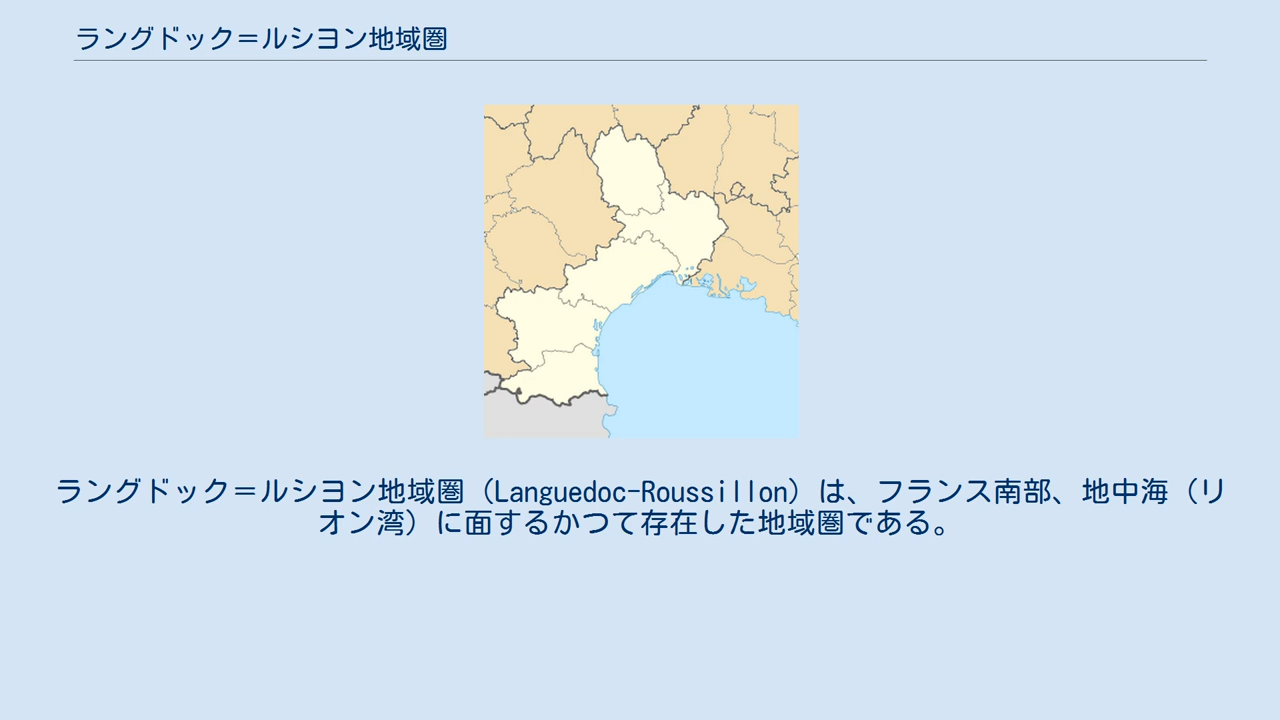 ラングドック＝ルシヨン地域圏
ラングドック＝ルシヨン地域圏（Languedoc-Roussillon）は、フランス南部、地中海（リ
オン湾）に面するかつて存在した地域圏である。